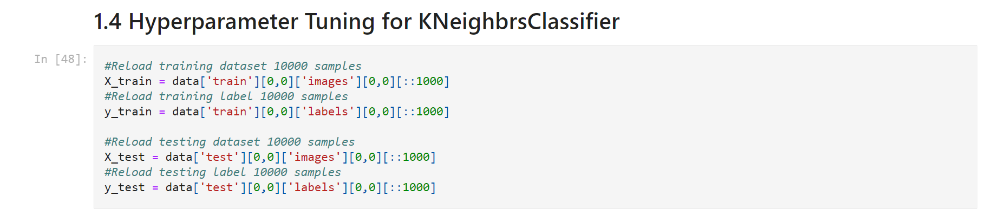 1.4 Hyperparameter Tuning for KNeighbrsClassifier
In [48]:
#Reload training dataset 10000 samples
X_train = data['train'][0,0]['images'][0,0][::1000]
#Reload training label 10000 samples
y_train = data['train'][0,0]['labels'][0,0][::1000]
#Reload testing dataset 10000 samples
X_test = data['test'][0,0]['images'][0,0][::1000]
#Reload testing label 10000 samples
y_test = data['test'][0,0]['labels'][0,0][::1000]